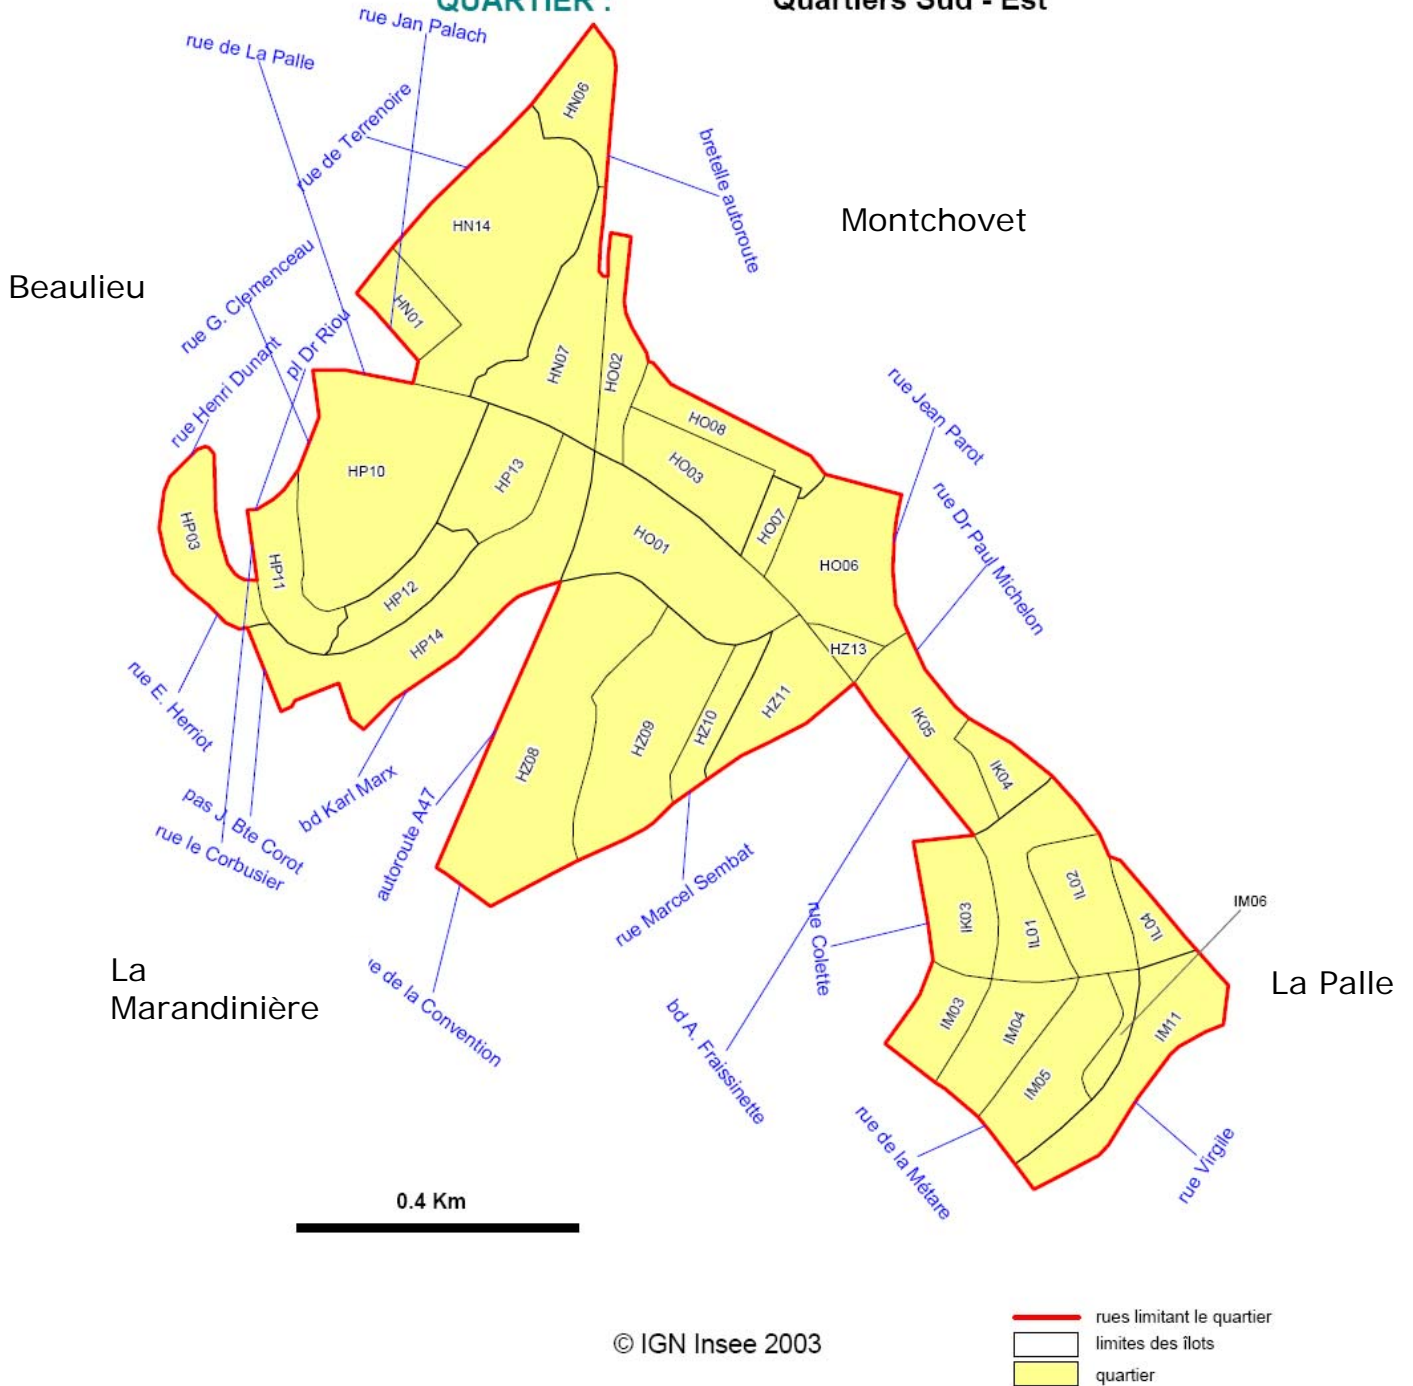 QUARTIER : Quartiers Sud - Est
rue Jan Palach
rue de La Palle
rue de Terrenoire
HN06
bretelle autoroute
Montchovet
HN14
Beaulieu
rue G. Clemenceau
HN01
pl Dr Riou
rue Henri Dunant
HN07
HO02
rue Jean Parot
HO08
HP10
HP13
HO03
rue Dr Paul Michelon
HP03
HO07
HO01
HP11
HO06
HP12
HP14
HZ13
rue E. Herriot
HZ11
IK05
HZ10
HZ09
HZ08
IK04
bd Karl Marx
pas J. Bte Corot
rue le Corbusier
autoroute A47
rue Marcel Sembat
IL02
IM06
IK03
IL01
IL04
rue Colette
La
Marandinière
e de la Convention
La Palle
IM03
IM04
IM11
bd A. Fraissinette
IM05
rue de la Métare
rue Virgile
0.4 Km
rues limitant le quartier
© IGN Insee 2003
limites des îlots
quartier